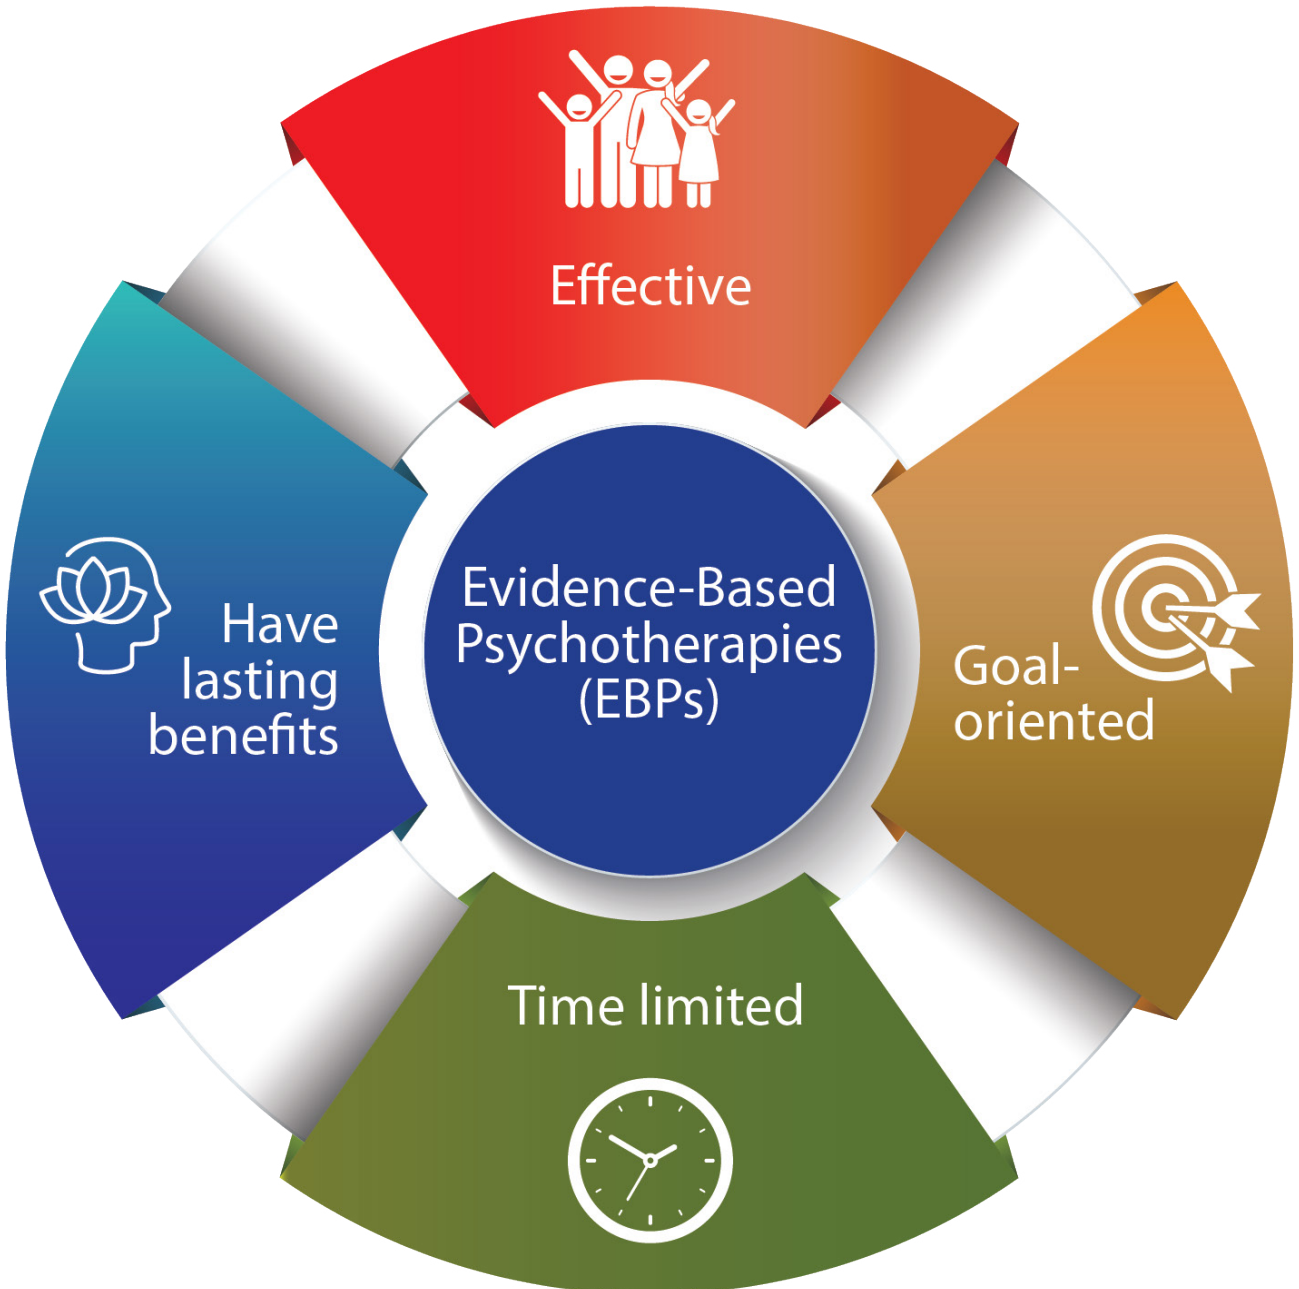 Effective
Evidence-Based
Psychotherapies
(EBPs)
Have
lasting
benefits
Goal-
oriented
Time limited